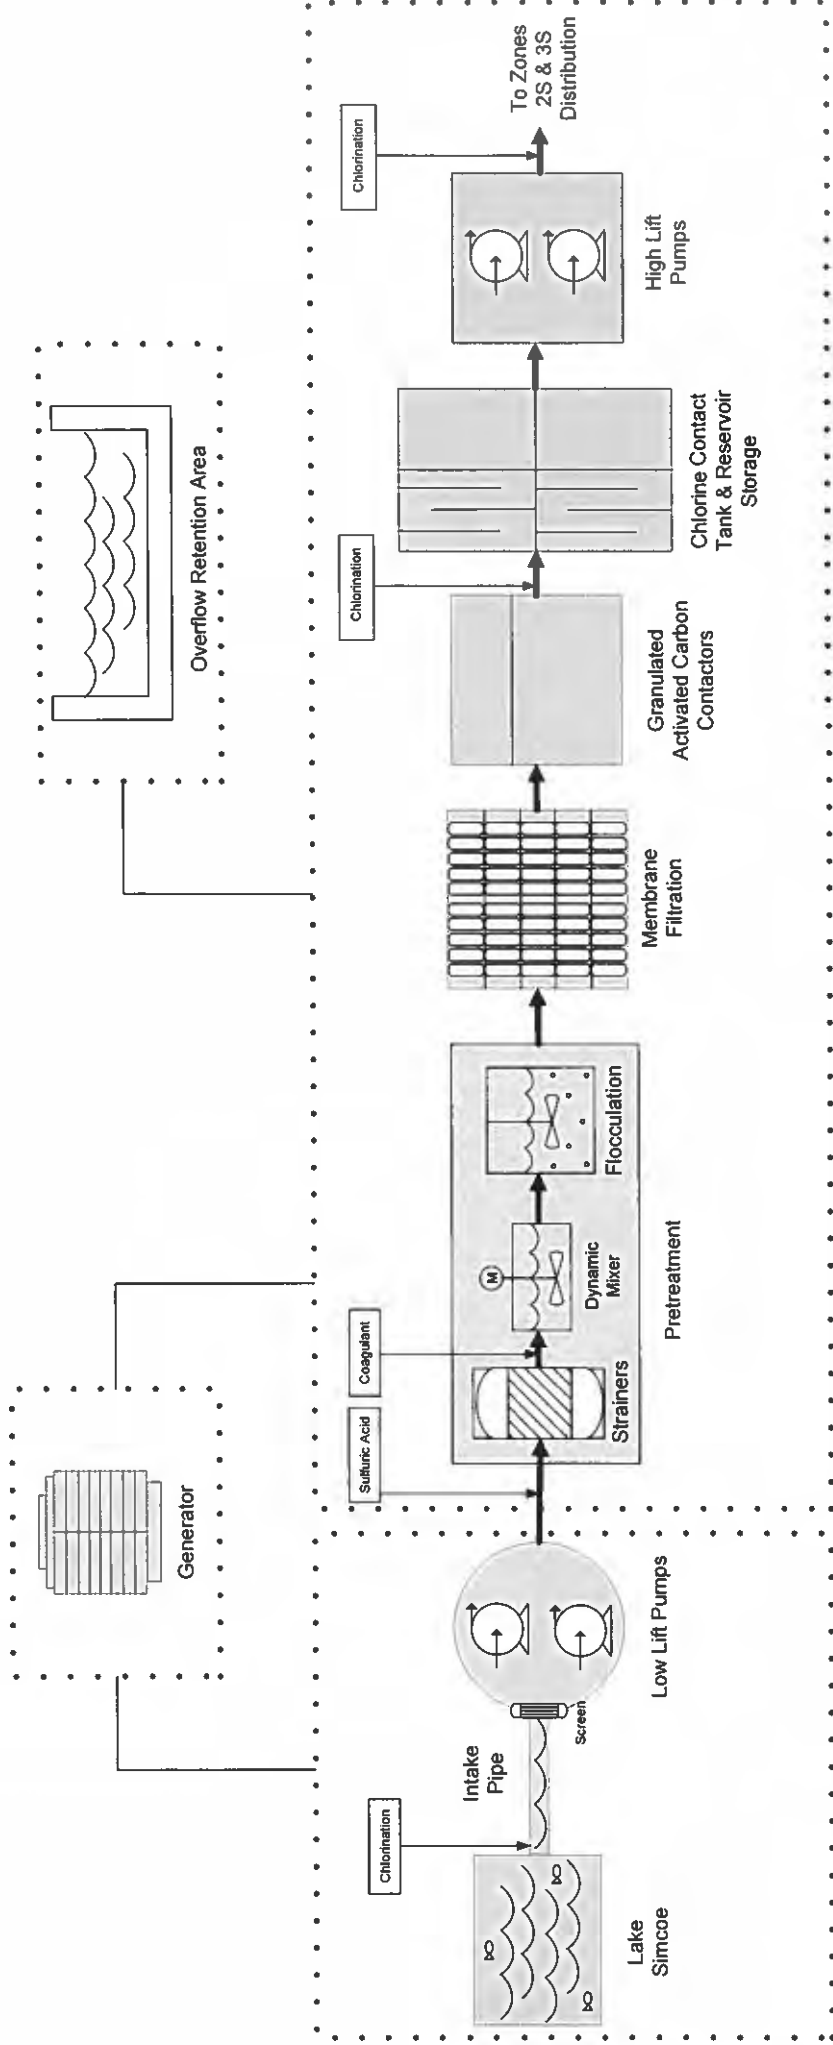 Generator
Overflow Retention Area
Chlorination
Sulfuric Acid
Coagulant
Chlorination
Chlorination
Lake
Simcoe
Intake
Pipe
Screen
Low Lift Pumps
Strainers
Dynamic
Mixer
Flocculation
Pretreatment
Membrane
Filtration
Granulated
Activated Carbon
Contactors
Chlorine Contact
Tank & Reservoir
Storage
High Lift
Pumps
To Zones
2S & 3S
Distribution
M